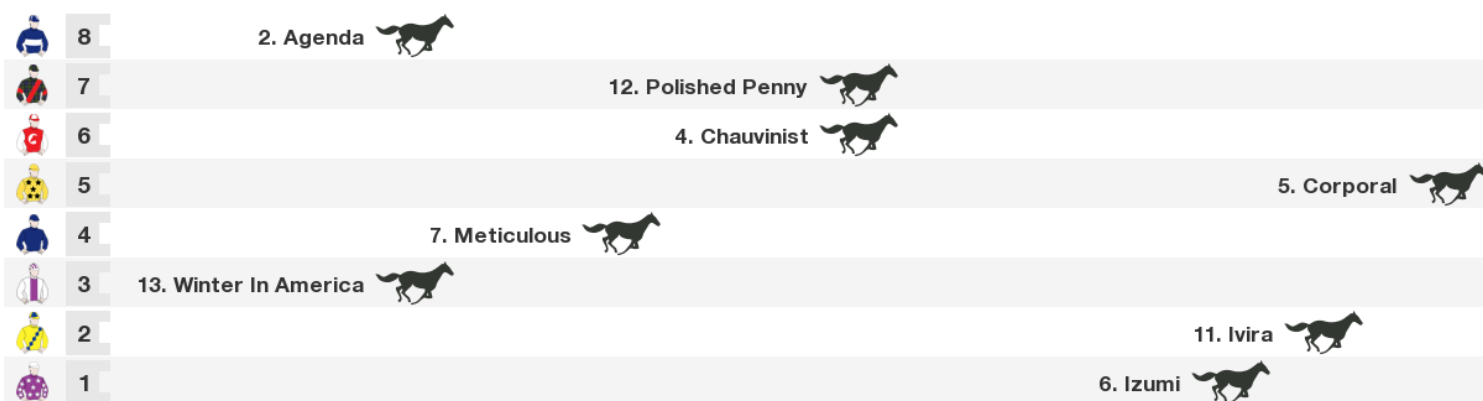 8 2. Agenda
7 12. Polished Penny
6 4. Chauvinist
5 5. Corporal
4 7. Meticulous
3 13. Winter In America
2 11. Ivira
1 6. Izumi